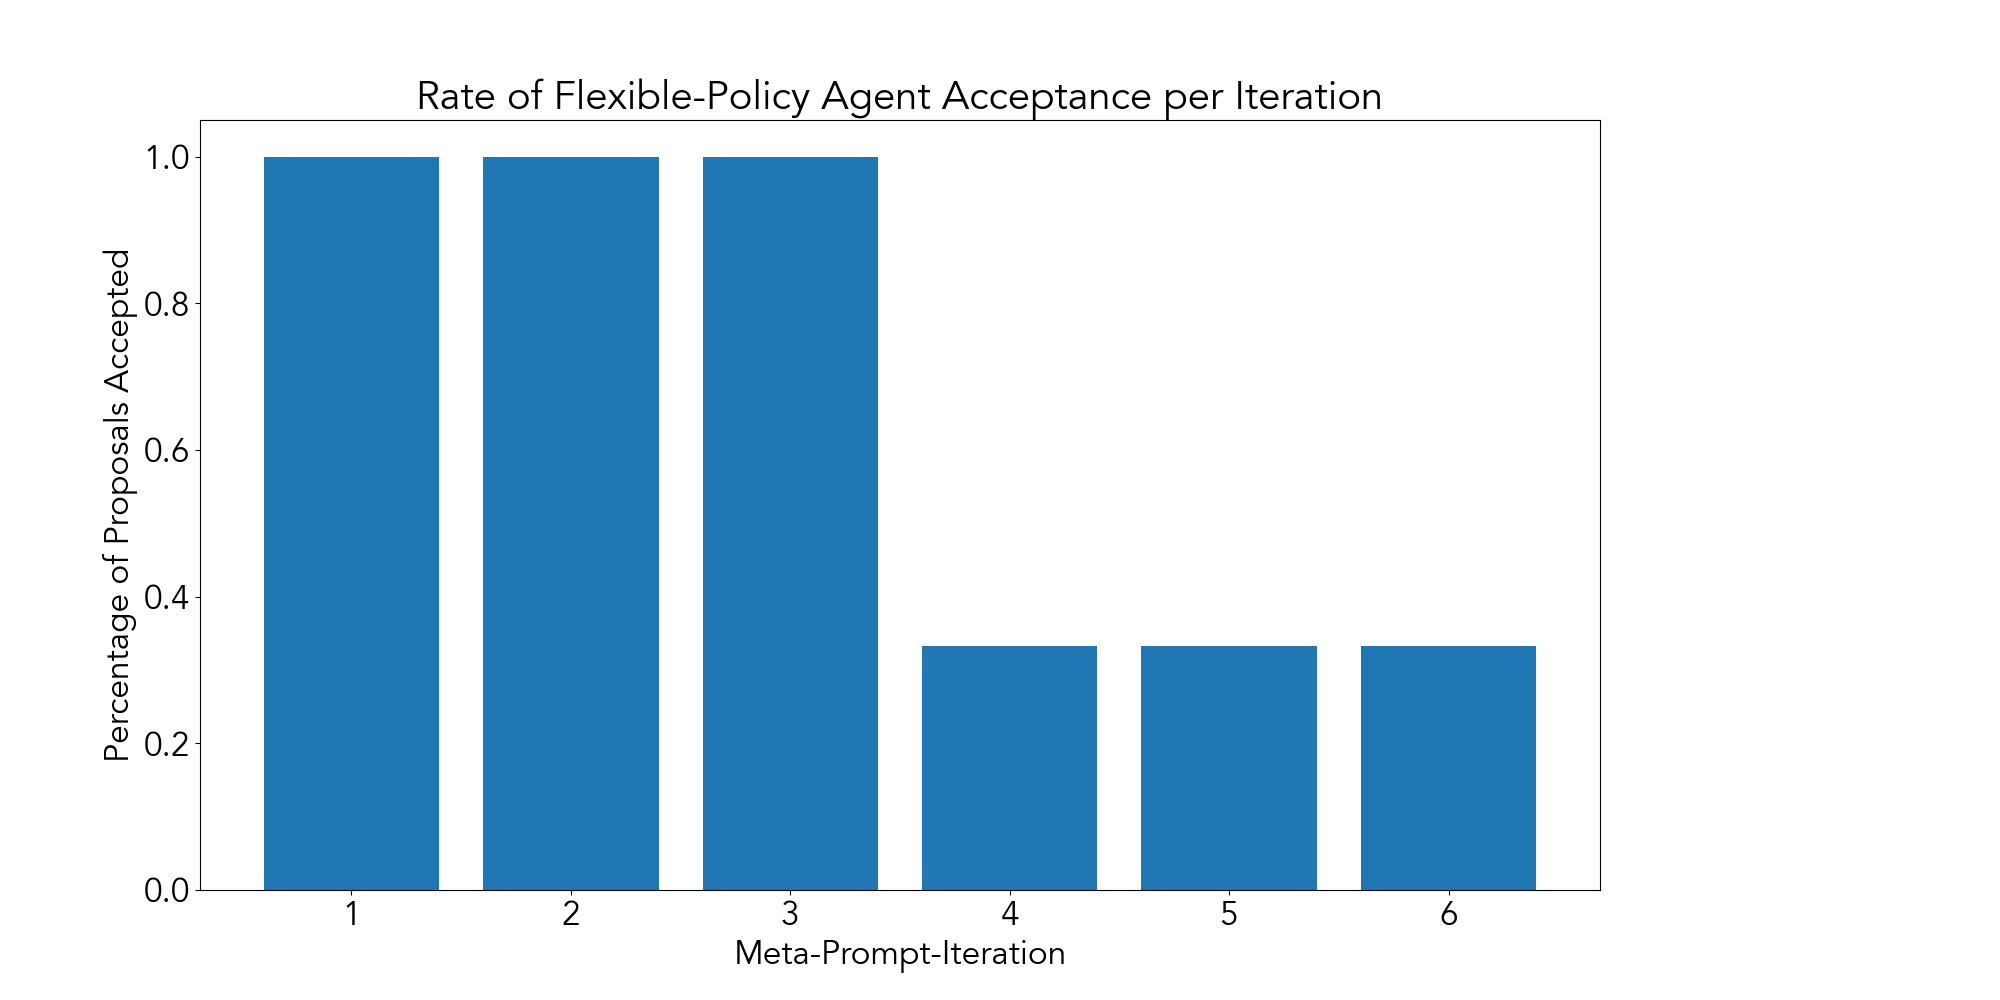 Rate of Flexible-Policy Agent Acceptance per Iteration
Percentage of Proposals Accepted
1.0
0.8
0.6
0.4
0.2
0.0
1 2 3 4 5 6
Meta-Prompt-Iteration